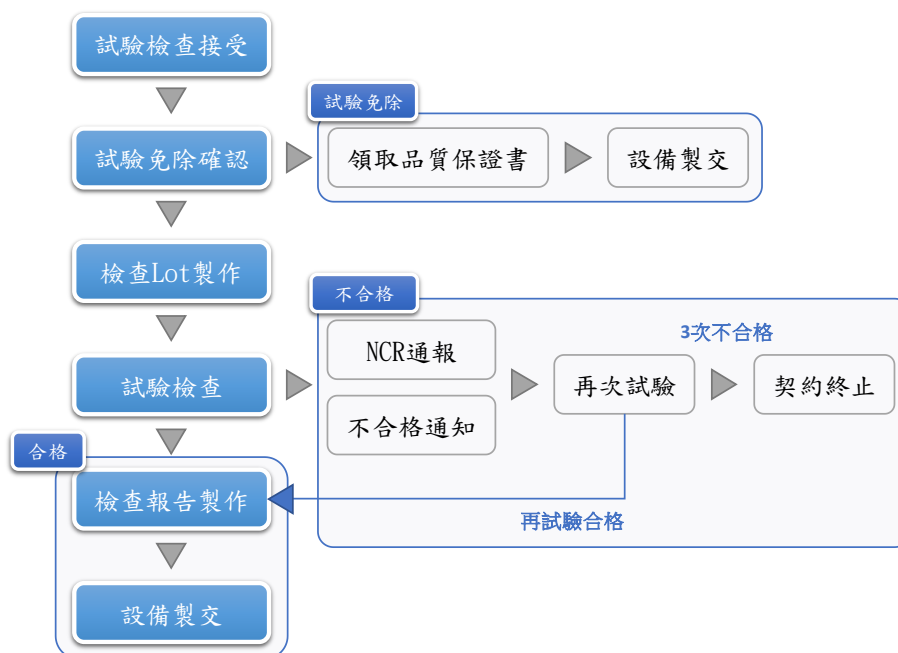 試驗檢查接受
試驗免除
試驗免除確認
領取品質保證書
設備製交
檢查Lot製作
不合格
3次不合格
NCR通報
試驗檢查
再次試驗
契約終止
不合格通知
合格
檢查報告製作
再試驗合格
設備製交